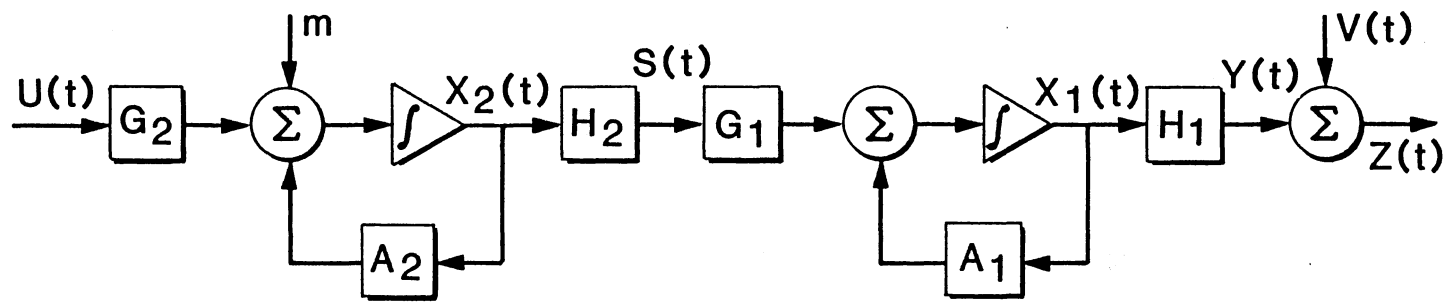 m
V(t)
U(t)
G2
Σ
∫
X2(t)
H2
S(t)
G1
Σ
∫
X1(t)
H1
Y(t)
Σ
Z(t)
A2
A1